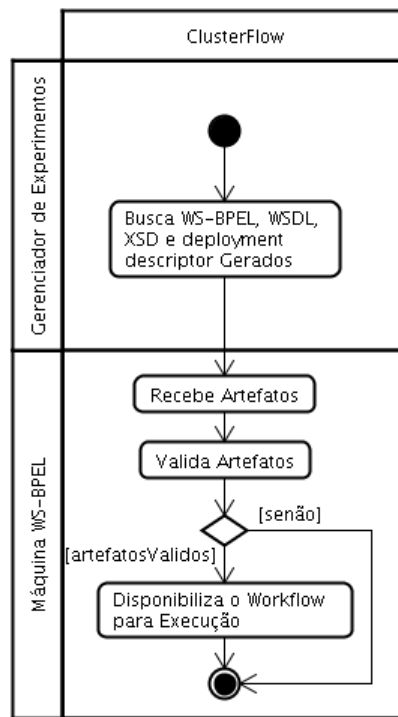 ClusterFlow
Gerenciador de Experimentos
Busca WS-BPEL, WSDL,
XSD e deployment
descriptor Gerados
Máquina WS-BPEL
Recebe Artefatos
Valida Artefatos
[senão]
[artefatosValidos]
Disponibiliza o Workflow
para Execução